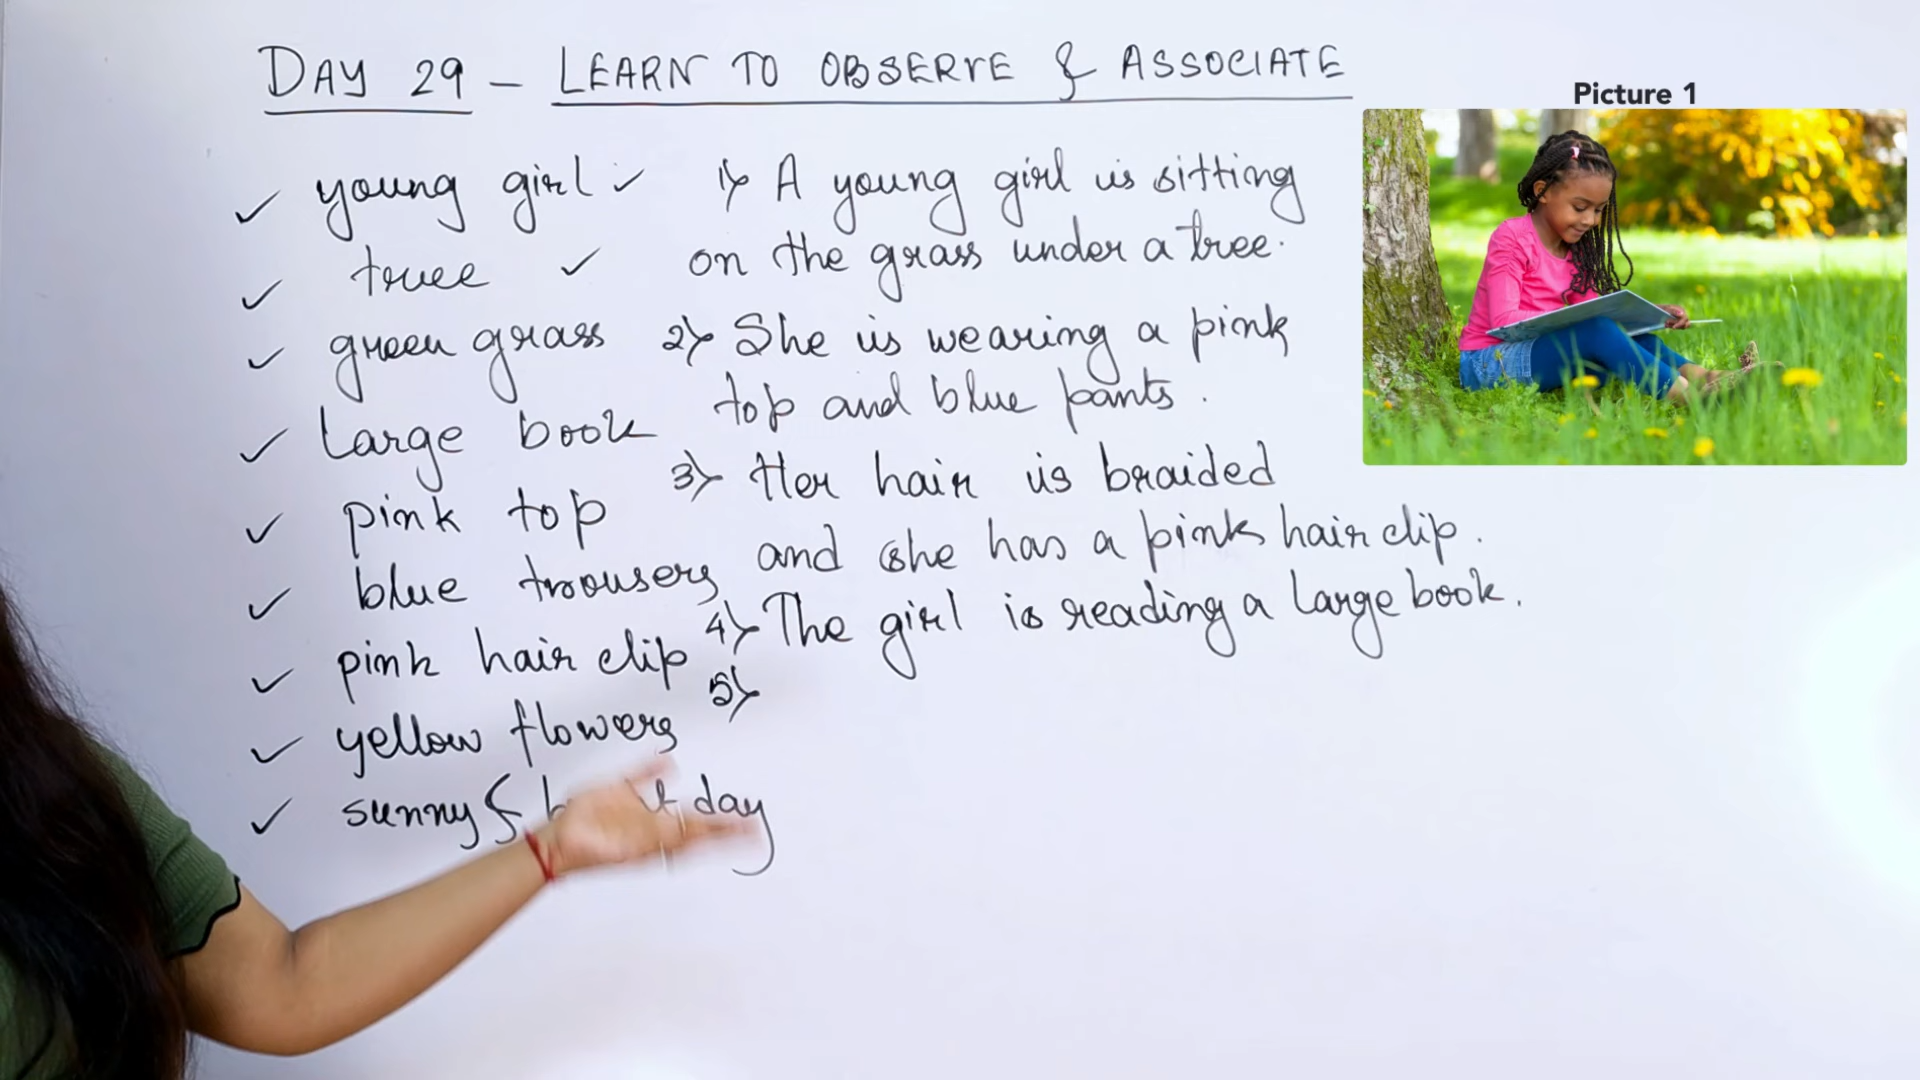 DAY 29 – LEARN TO OBSERVE & ASSOCIATE
Picture 1
✓ young girl ✓
✓ tree ✓
✓ green grass
✓ large book
✓ pink top
✓ blue trousers
✓ pink hair clip
✓ yellow flowers
✓ sunny & day
1) A young girl is sitting
on the grass under a tree.
2) She is wearing a pink
top and blue pants.
3) Her hair is braided
and she has a pink hair clip.
4) The girl is reading a large book.
5)